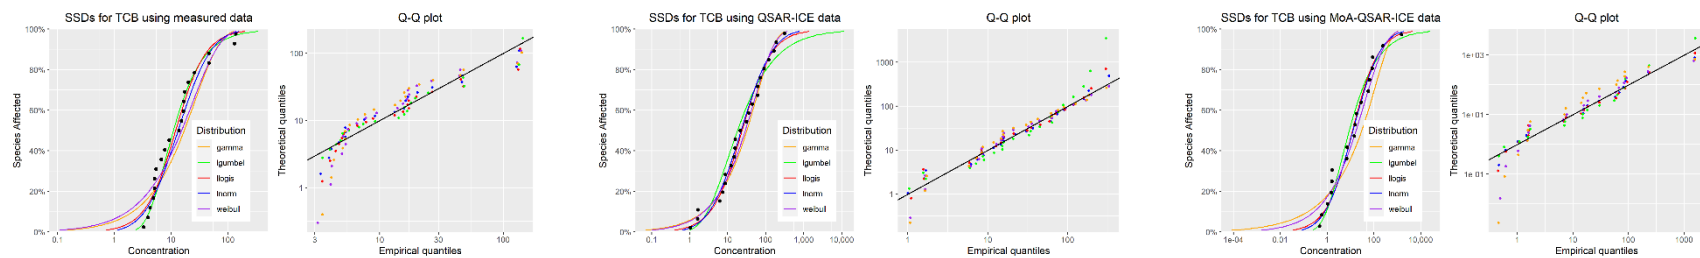 SSDs for TCB using measured data
100%
80%
60%
40%
20%
0%
Species Affected
0.1
1
10
100
Concentration
Distribution
gamma
lgumbel
llogis
lnorm
weibull
Q-Q plot
100
10
1
Theoretical quantiles
3
10
30
100
Empirical quantiles
SSDs for TCB using QSAR-ICE data
100%
80%
60%
40%
20%
0%
Species Affected
0.1
1
10
100
1,000
10,000
Concentration
Distribution
gamma
lgumbel
llogis
lnorm
weibull
Q-Q plot
1000
100
10
1
Theoretical quantiles
1
10
100
Empirical quantiles
SSDs for TCB using MoA-QSAR-ICE data
100%
80%
60%
40%
20%
0%
Species Affected
1e-04
0.01
1
100
10,000
Concentration
Distribution
gamma
lgumbel
llogis
lnorm
weibull
Q-Q plot
1e+03
1e+01
1e-01
Theoretical quantiles
1
10
100
1000
Empirical quantiles